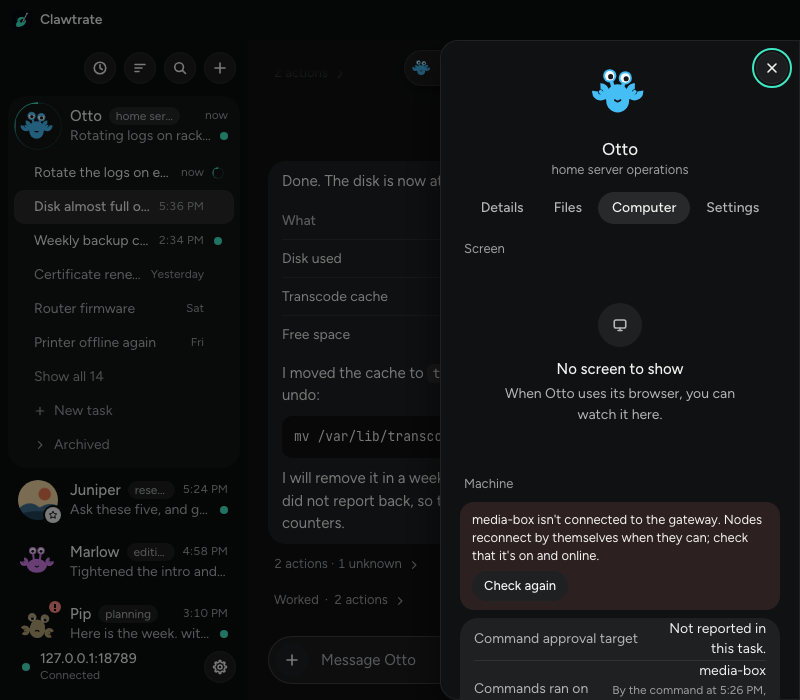 Clawtrate
Otto home ser... now
Rotating logs on rack...
Rotate the logs on e... now
Disk almost full o... 5:36 PM
Weekly backup c... 2:34 PM
Certificate rene... Yesterday
Router firmware Sat
Printer offline again Fri
Show all 14
New task
Archived
Juniper rese... 5:24 PM
Ask these five, and g...
Marlow editi... 4:58 PM
Tightened the intro and...
Pip planning 3:10 PM
Here is the week. wit...
127.0.0.1:18789
Connected
2 actions
Done. The disk is now at
What
Disk used
Transcode cache
Free space
I moved the cache to t
undo:
mv /var/lib/transco
I will remove it in a week
did not report back, so t
counters.
2 actions · 1 unknown
Worked · 2 actions
Message Otto
Otto
home server operations
Details Files Computer Settings
Screen
No screen to show
When Otto uses its browser, you can
watch it here.
Machine
media-box isn't connected to the gateway. Nodes
reconnect by themselves when they can; check
that it's on and online.
Check again
Command approval target Not reported in
this task.
Commands ran on media-box
By the command at 5:26 PM,